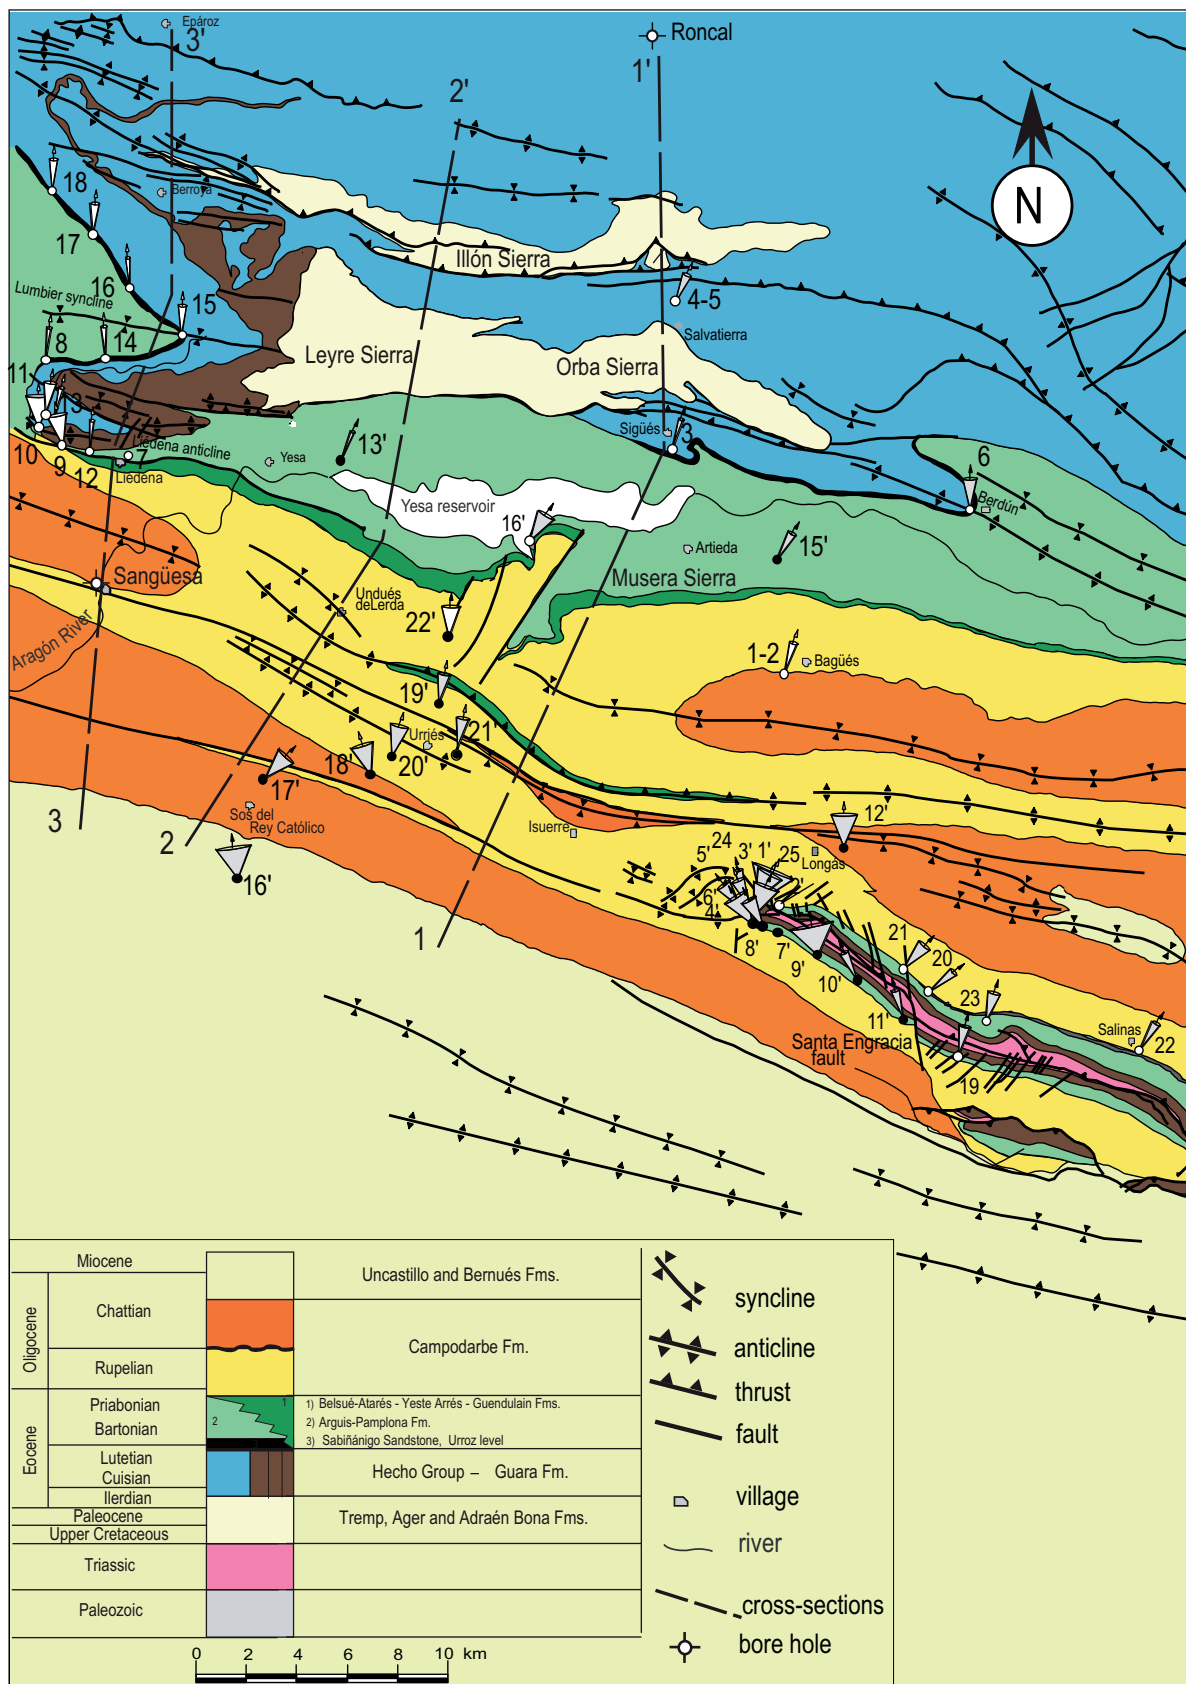 Epároz
3'
Roncal
1'
2'
N
18
Berroya
17
Illón Sierra
16
4-5
Lumbier syncline
15
Salvatierra
8
14
Leyre Sierra
Orba Sierra
11
13
Sigüés
3
10
9
12
7
Liédena anticline
Liédena
Yesa
13'
6
Berdún
Yesa reservoir
16'
Artieda
15'
Musera Sierra
Sangüesa
Undués
deLerda
22'
Aragón River
1-2
Bagüés
19'
21'
Urriés
20'
18'
17'
3
Sos del
Rey Católico
2
Isuerre
12'
Longás
16'
24
3'
1'
25
5'
2'
6'
4'
1
8'
7'
9'
21
20
10'
23
11'
Salinas
22
Santa Engracia
fault
19
Miocene
Uncastillo and Bernués Fms.
Oligocene
Chattian
Campodarbe Fm.
Rupelian
Eocene
Priabonian
Bartonian
1
2
1) Belsué-Atarés - Yeste Arrés - Guendulain Fms.
2) Arguis-Pamplona Fm.
3) Sabiñánigo Sandstone, Urroz level
Lutetian
Cuisian
Hecho Group – Guara Fm.
Ilerdian
Paleocene
Tremp, Ager and Adraén Bona Fms.
Upper Cretaceous
Triassic
Paleozoic
syncline
anticline
thrust
fault
village
river
cross-sections
bore hole
0 2 4 6 8 10 km